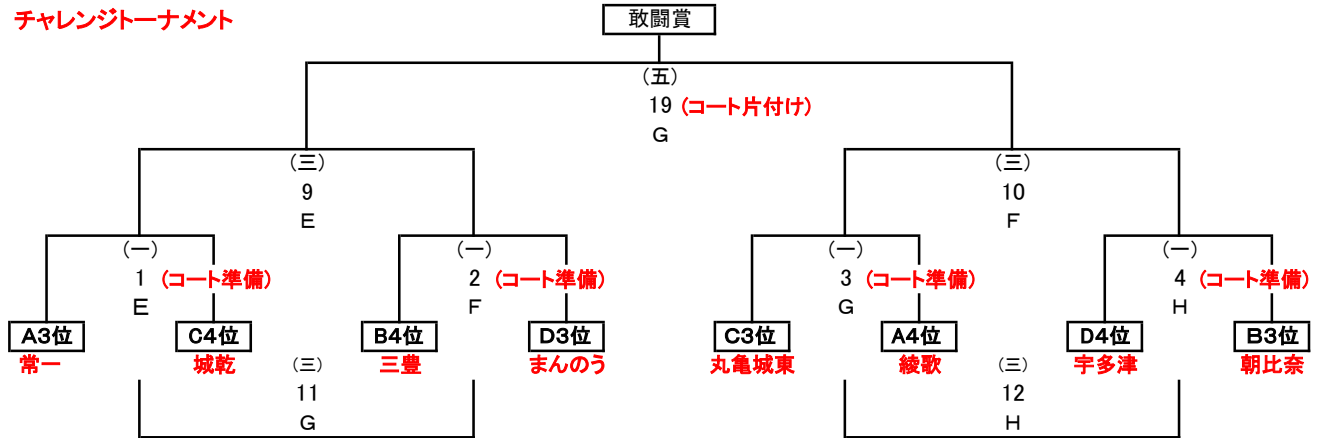 チャレンジトーナメント
敢闘賞
(五)
19 (コート片付け)
G
(三)
9
E
(三)
10
F
(一)
1 (コート準備)
E
(一)
2 (コート準備)
F
(一)
3 (コート準備)
G
(一)
4 (コート準備)
H
A3位 C4位 B4位 D3位 C3位 A4位 D4位 B3位
常一 城乾 三豊 まんのう 丸亀城東 綾歌 宇多津 朝比奈
(三)
11
G
(三)
12
H